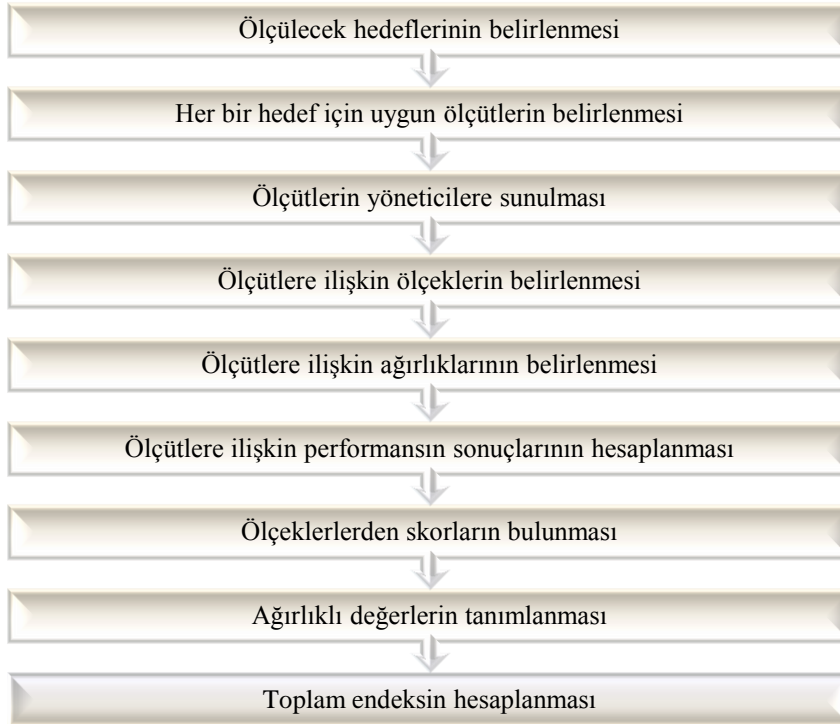 Ölçülecek hedeflerinin belirlenmesi
Her bir hedef için uygun ölçütlerin belirlenmesi
Ölçütlerin yöneticilere sunulması
Ölçütlere ilişkin ölçeklerin belirlenmesi
Ölçütlere ilişkin ağırlıklarının belirlenmesi
Ölçütlere ilişkin performansın sonuçlarının hesaplanması
Ölçeklerlerden skorların bulunması
Ağırlıklı değerlerin tanımlanması
Toplam endeksin hesaplanması